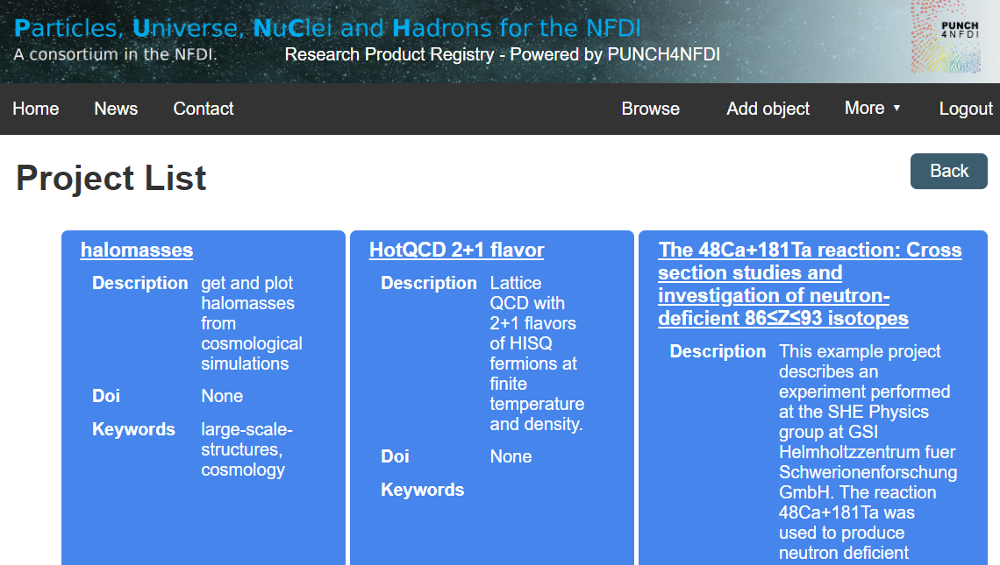 Particles, Universe, NuClei and Hadrons for the NFDI
A consortium in the NFDI.
Research Product Registry - Powered by PUNCH4NFDI
PUNCH
4NFDI
Home News Contact Browse Add object More ▼ Logout
Project List
Back
halomasses
Description get and plot
halomasses
from
cosmological
simulations
Doi None
Keywords large-scale-
structures,
cosmology
HotQCD 2+1 flavor
Description Lattice
QCD with
2+1 flavors
of HISQ
fermions at
finite
temperature
and density.
Doi None
Keywords
The 48Ca+181Ta reaction: Cross
section studies and
investigation of neutron-
deficient 86≤Z≤93 isotopes
Description This example project
describes an
experiment performed
at the SHE Physics
group at GSI
Helmholtzzentrum fuer
Schwerionenforschung
GmbH. The reaction
48Ca+181Ta was
used to produce
neutron deficient